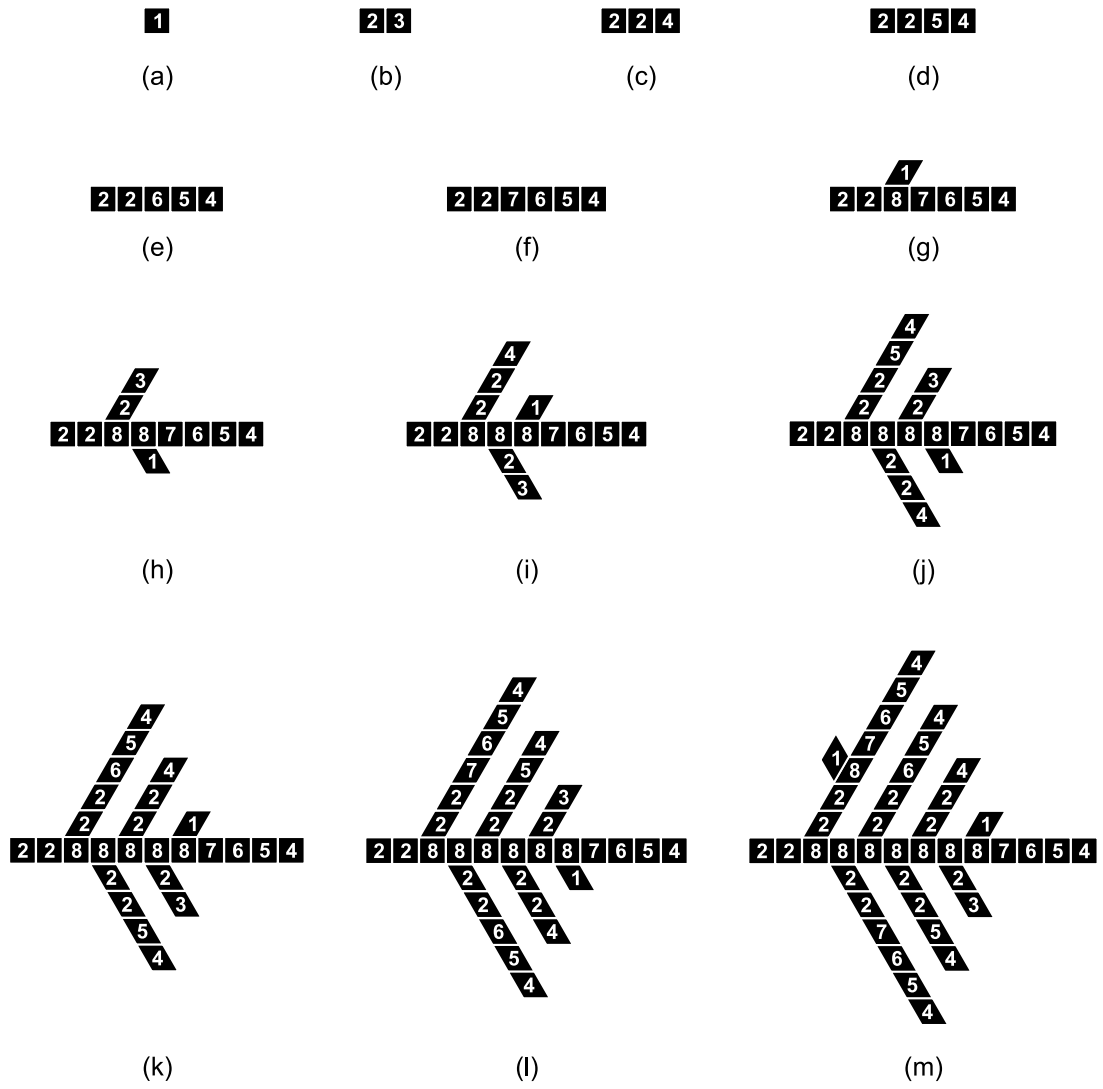 1 2 3 2 2 4 2 2 5 4
(a) (b) (c) (d)
1
2 2 6 5 4 2 2 7 6 5 4 2 2 8 7 6 5 4
(e) (f) (g)
4
4 5
3 2 2 3
2 2 1 2 2
2 2 8 8 7 6 5 4 2 2 8 8 8 7 6 5 4 2 2 8 8 8 8 7 6 5 4
1 2 2 1
3 2
4
(h) (i) (j)
4
4 5
4 5 6 4
5 6 4 7 5
1
6 4 7 5 8 6 4
2 2 2 2 3 2 2 2
2 2 1 2 2 2 2 2 2 1
2 2 8 8 8 8 8 7 6 5 4 2 2 8 8 8 8 8 8 7 6 5 4 2 2 8 8 8 8 8 8 8 7 6 5 4
2 2 2 2 1 2 2 2
2 3 2 2 2 2 3
5 6 4 7 5
4 5 6 4
4 5
4
(k) (l) (m)